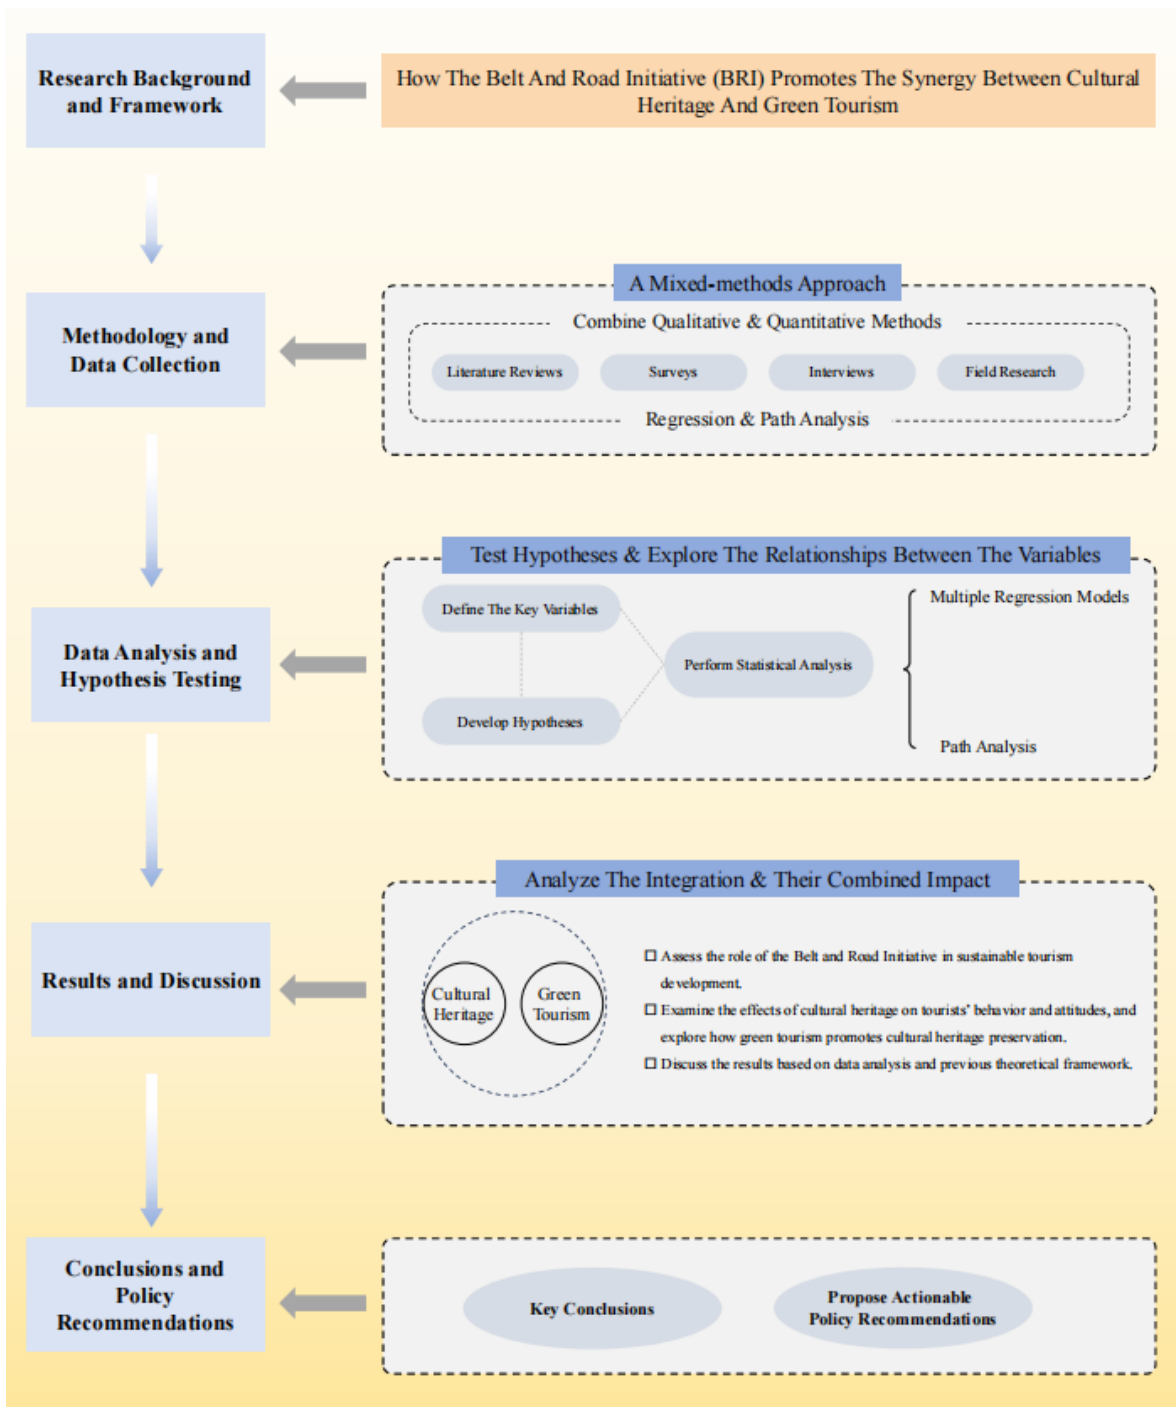 Research Background
and Framework
How The Belt And Road Initiative (BRI) Promotes The Synergy Between Cultural
Heritage And Green Tourism
Methodology and
Data Collection
A Mixed-methods Approach
Combine Qualitative & Quantitative Methods
Literature Reviews
Surveys
Interviews
Field Research
Regression & Path Analysis
Data Analysis and
Hypothesis Testing
Test Hypotheses & Explore The Relationships Between The Variables
Define The Key Variables
Develop Hypotheses
Perform Statistical Analysis
Multiple Regression Models
Path Analysis
Results and Discussion
Analyze The Integration & Their Combined Impact
Cultural
Heritage
Green
Tourism
☐ Assess the role of the Belt and Road Initiative in sustainable tourism
development.
☐ Examine the effects of cultural heritage on tourists' behavior and attitudes, and
explore how green tourism promotes cultural heritage preservation.
☐ Discuss the results based on data analysis and previous theoretical framework.
Conclusions and
Policy
Recommendations
Key Conclusions
Propose Actionable
Policy Recommendations